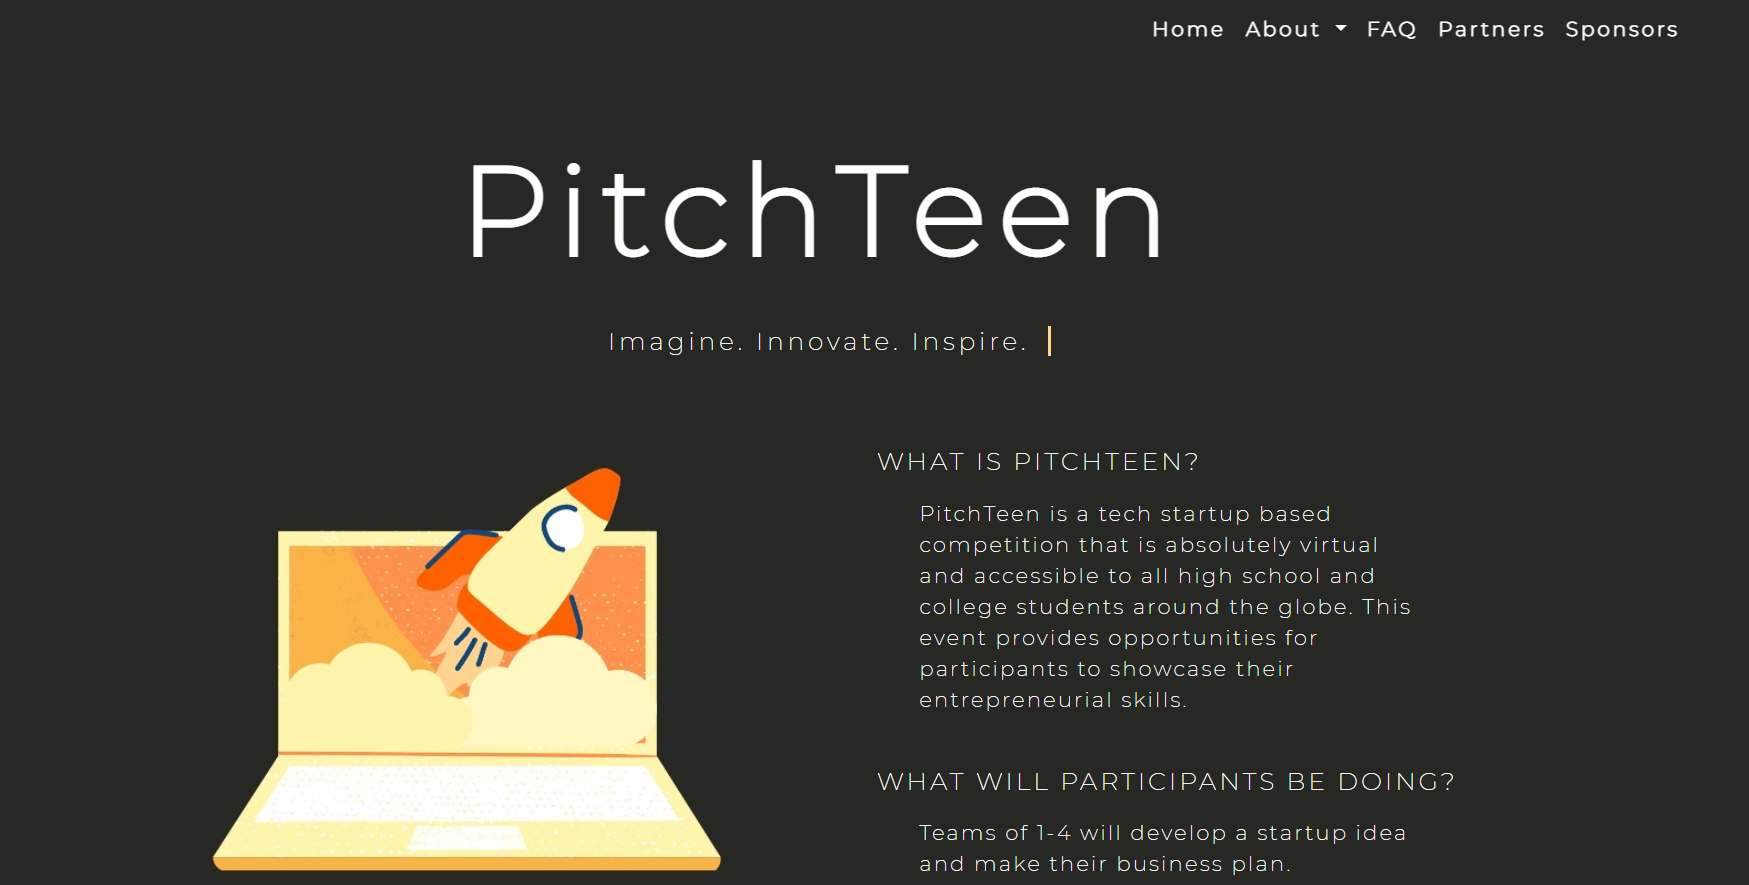 Home About FAQ Partners Sponsors
PitchTeen
Imagine. Innovate. Inspire.
WHAT IS PITCHTEEN?
PitchTeen is a tech startup based
competition that is absolutely virtual
and accessible to all high school and
college students around the globe. This
event provides opportunities for
participants to showcase their
entrepreneurial skills.
WHAT WILL PARTICIPANTS BE DOING?
Teams of 1-4 will develop a startup idea
and make their business plan.